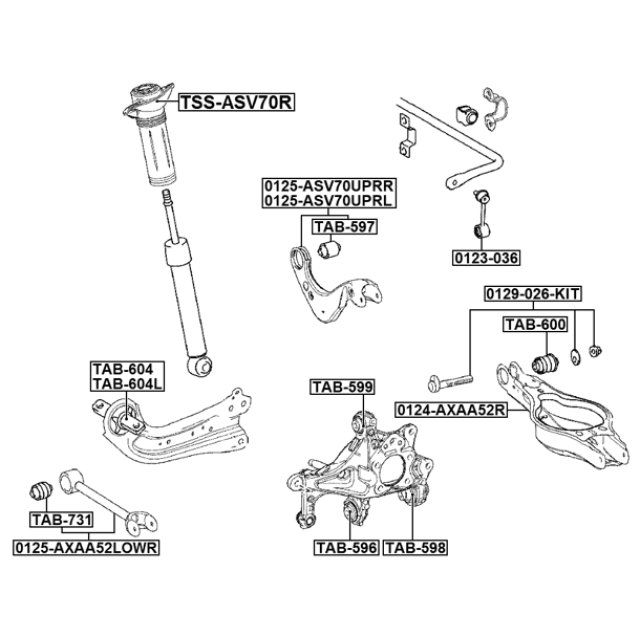 TSS-ASV70R
0125-ASV70UPRR
0125-ASV70UPRL
TAB-597
0123-036
0129-026-KIT
TAB-600
TAB-604
TAB-604L
TAB-599
0124-AXAA52R
TAB-731
0125-AXAA52LOWR
TAB-596
TAB-598